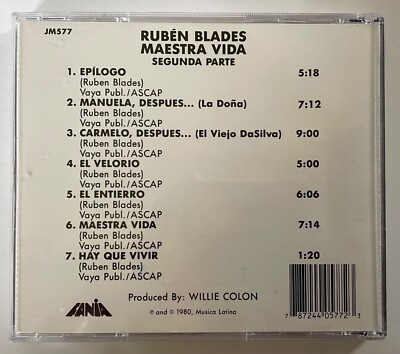 JM577
RUBÉN BLADES
MAESTRA VIDA
SEGUNDA PARTE
1. EPÍLOGO 5:18
(Ruben Blades)
Vaya Publ./ASCAP
2. MANUELA, DESPUES... (La Doña) 7:12
(Ruben Blades)
Vaya Publ./ASCAP
3. CARMELO, DESPUES... (El Viejo DaSilva) 9:00
(Ruben Blades)
Vaya Publ./ASCAP
4. EL VELORIO 5:00
(Ruben Blades)
Vaya Publ./ASCAP
5. EL ENTIERRO 6:06
(Ruben Blades)
Vaya Publ./ASCAP
6. MAESTRA VIDA 7:14
(Ruben Blades)
Vaya Publ./ASCAP
7. HAY QUE VIVIR 1:20
(Ruben Blades)
Vaya Publ./ASCAP
FANIA
Produced By: WILLIE COLON
℗ and © 1980, Musica Latina
7 87244 05772 3